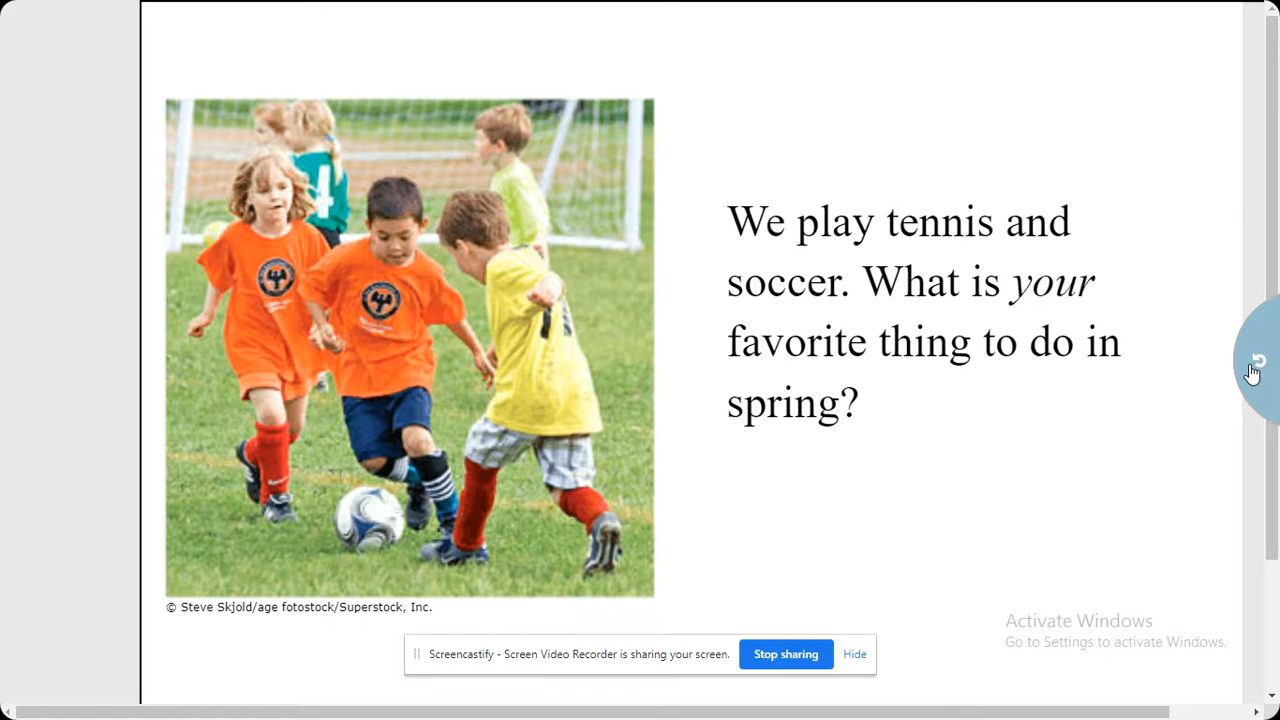 4
We play tennis and
soccer. What is your
favorite thing to do in
spring?
© Steve Skjold/age fotostock/Superstock, Inc.
Activate Windows
Go to Settings to activate Windows.
Screencastify - Screen Video Recorder is sharing your screen.
Stop sharing
Hide